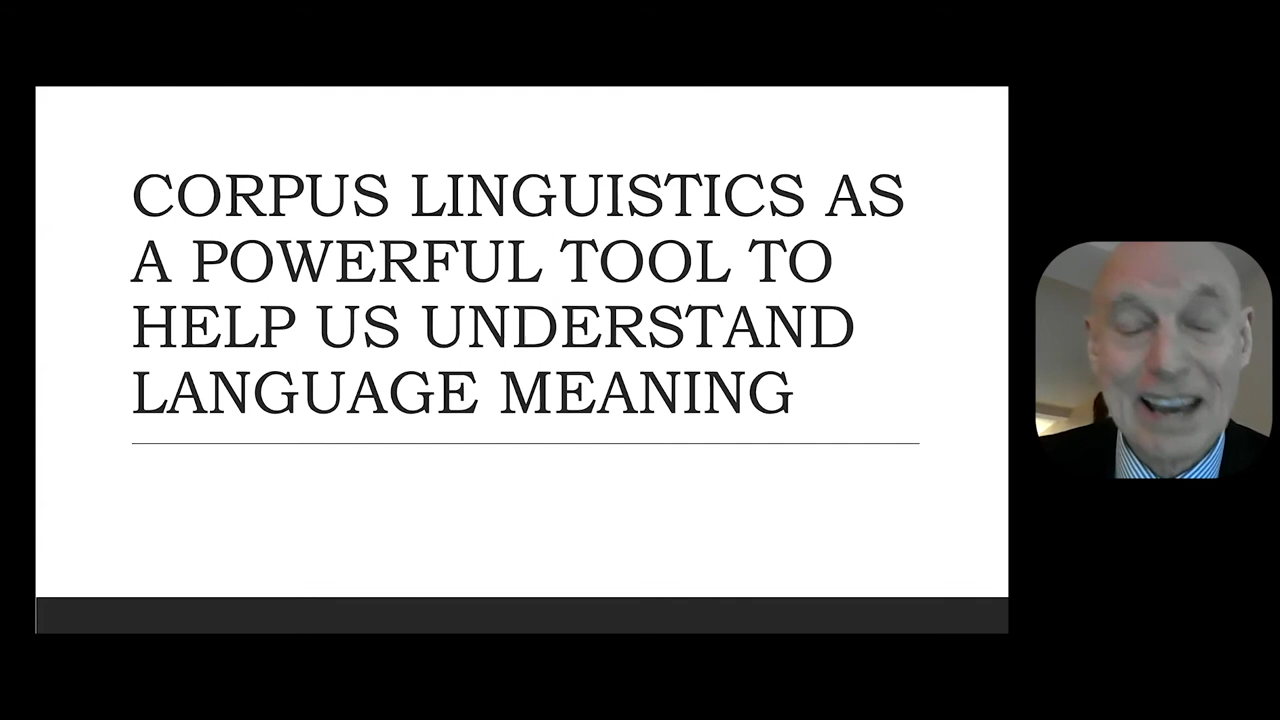 CORPUS LINGUISTICS AS
A POWERFUL TOOL TO
HELP US UNDERSTAND
LANGUAGE MEANING